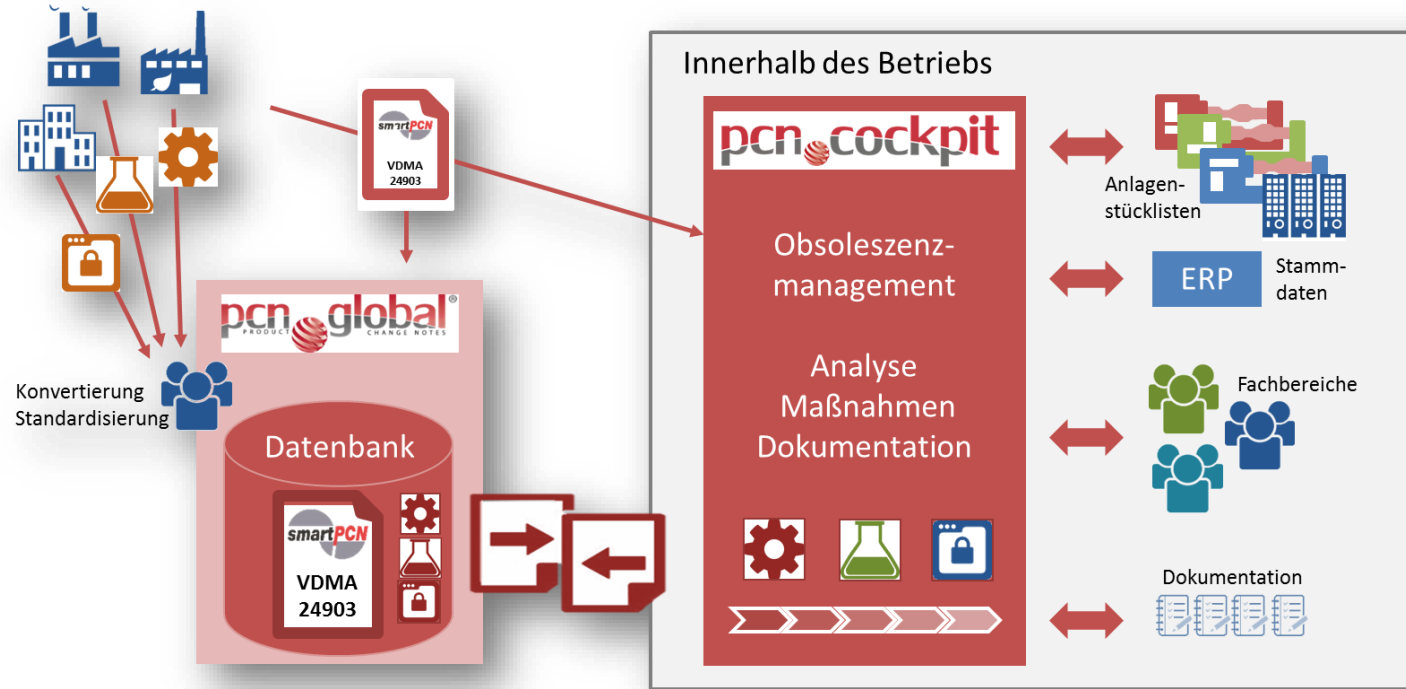 Innerhalb des Betriebs
smartPCN
VDMA
24903
pcn.cockpit
Anlagen-
stücklisten
Obsoleszenz-
management
ERP
Stamm-
daten
pcn.global®
PRODUCT CHANGE NOTES
Analyse
Maßnahmen
Dokumentation
Fachbereiche
Konvertierung
Standardisierung
Datenbank
smartPCN
VDMA
24903
Dokumentation